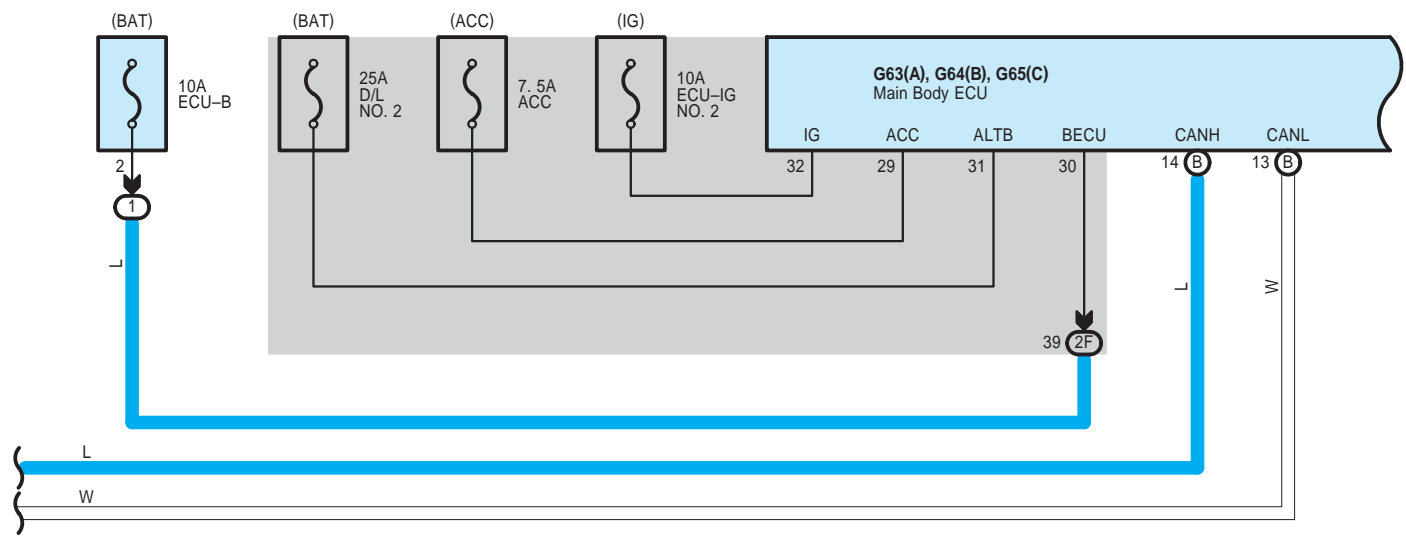 (BAT)
(BAT)
(ACC)
(IG)
10A
ECU–B
25A
D/L
NO. 2
7. 5A
ACC
10A
ECU–IG
NO. 2
G63(A), G64(B), G65(C)
Main Body ECU
IG
ACC
ALTB
BECU
CANH
CANL
2
32
29
31
30
14 B
13 B
1
L
L
W
39 2F
L
W